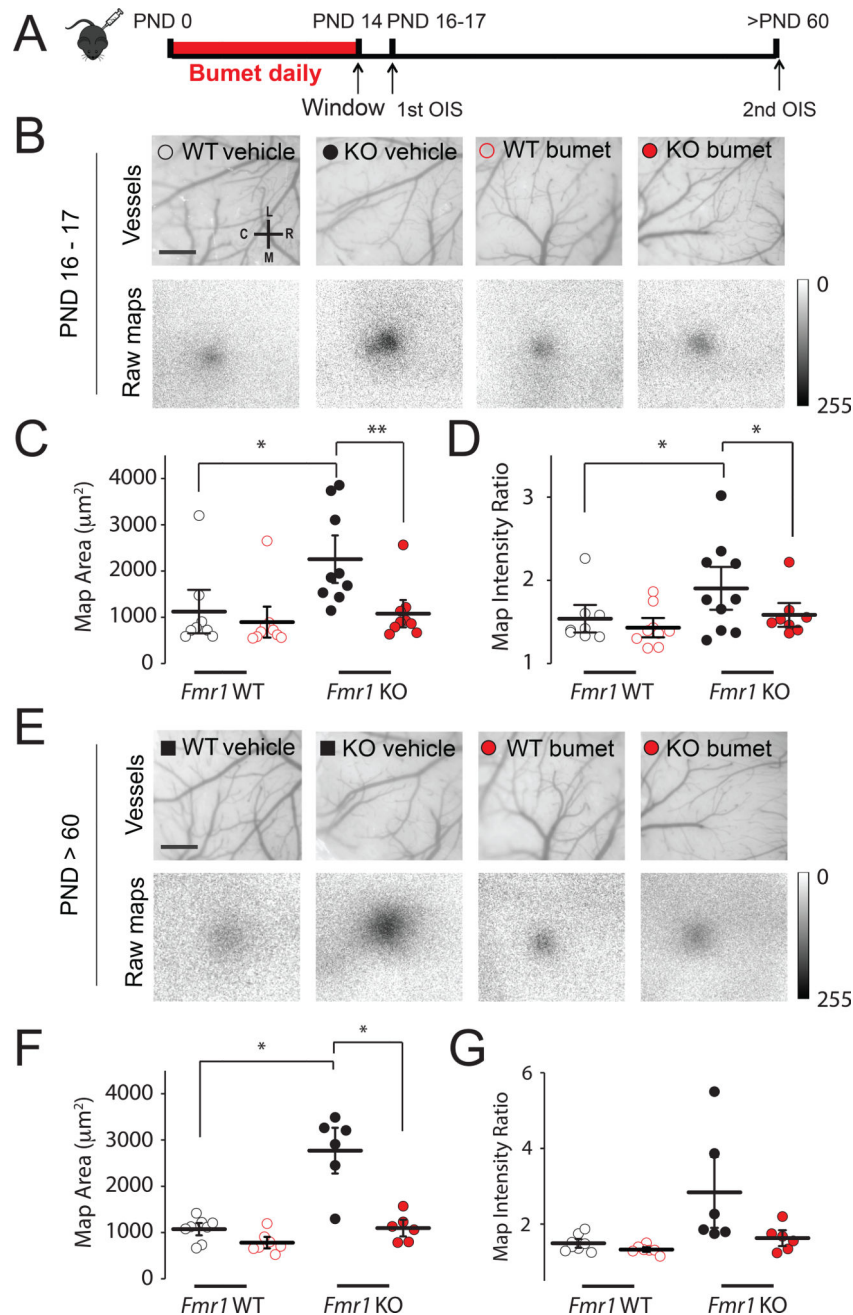 A
PND 0
PND 14
PND 16-17
>PND 60
Bumet daily
Window
1st OIS
2nd OIS
B
PND 16 - 17
Vessels
WT vehicle
KO vehicle
WT bumet
KO bumet
L
C
R
M
Raw maps
0
255
C
Map Area (μm²)
4000
3000
2000
1000
0
*
**
Fmr1 WT
Fmr1 KO
D
Map Intensity Ratio
3
2
1
*
*
Fmr1 WT
Fmr1 KO
E
PND > 60
Vessels
WT vehicle
KO vehicle
WT bumet
KO bumet
Raw maps
0
255
F
Map Area (μm²)
4000
3000
2000
1000
0
*
*
Fmr1 WT
Fmr1 KO
G
Map Intensity Ratio
6
4
2
Fmr1 WT
Fmr1 KO